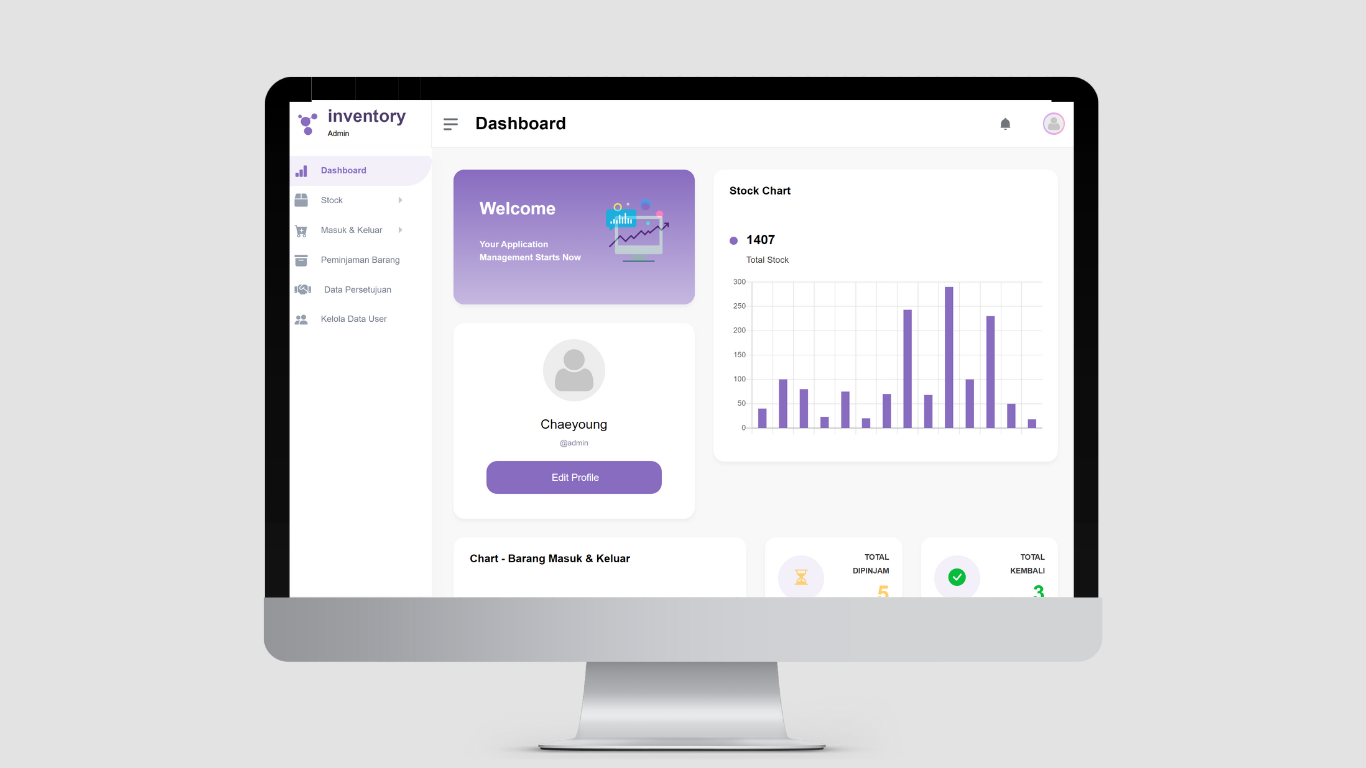 inventory
Admin
Dashboard
Stock
Masuk & Keluar
Peminjaman Barang
Data Persetujuan
Kelola Data User
Dashboard
Welcome
Your Application
Management Starts Now
Chaeyoung
@admin
Edit Profile
Stock Chart
1407
Total Stock
300
250
200
150
100
50
0
Chart - Barang Masuk & Keluar
TOTAL
DIPINJAM
5
TOTAL
KEMBALI
3